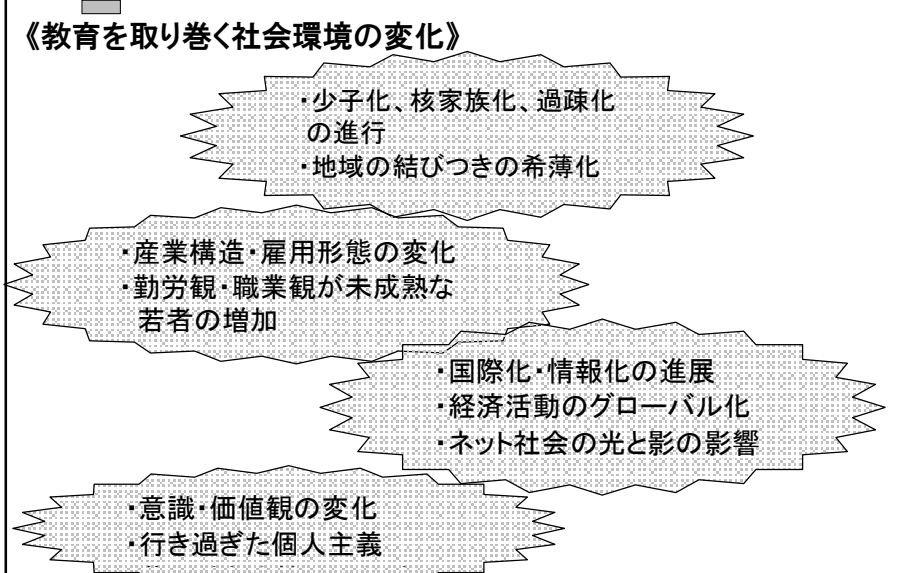 《教育を取り巻く社会環境の変化》
・少子化、核家族化、過疎化
の進行
・地域の結びつきの希薄化
・産業構造・雇用形態の変化
・勤労観・職業観が未成熟な
若者の増加
・国際化・情報化の進展
・経済活動のグローバル化
・ネット社会の光と影の影響
・意識・価値観の変化
・行き過ぎた個人主義